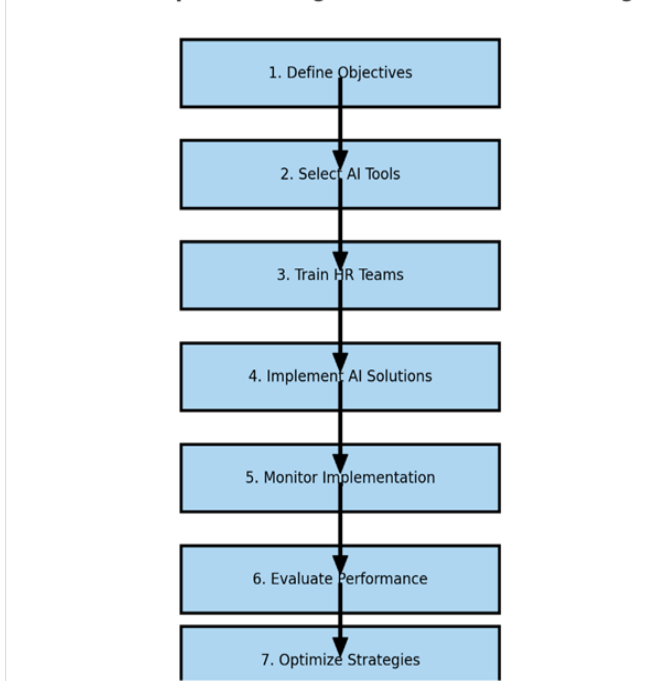 1. Define Objectives
2. Select AI Tools
3. Train HR Teams
4. Implement AI Solutions
5. Monitor Implementation
6. Evaluate Performance
7. Optimize Strategies